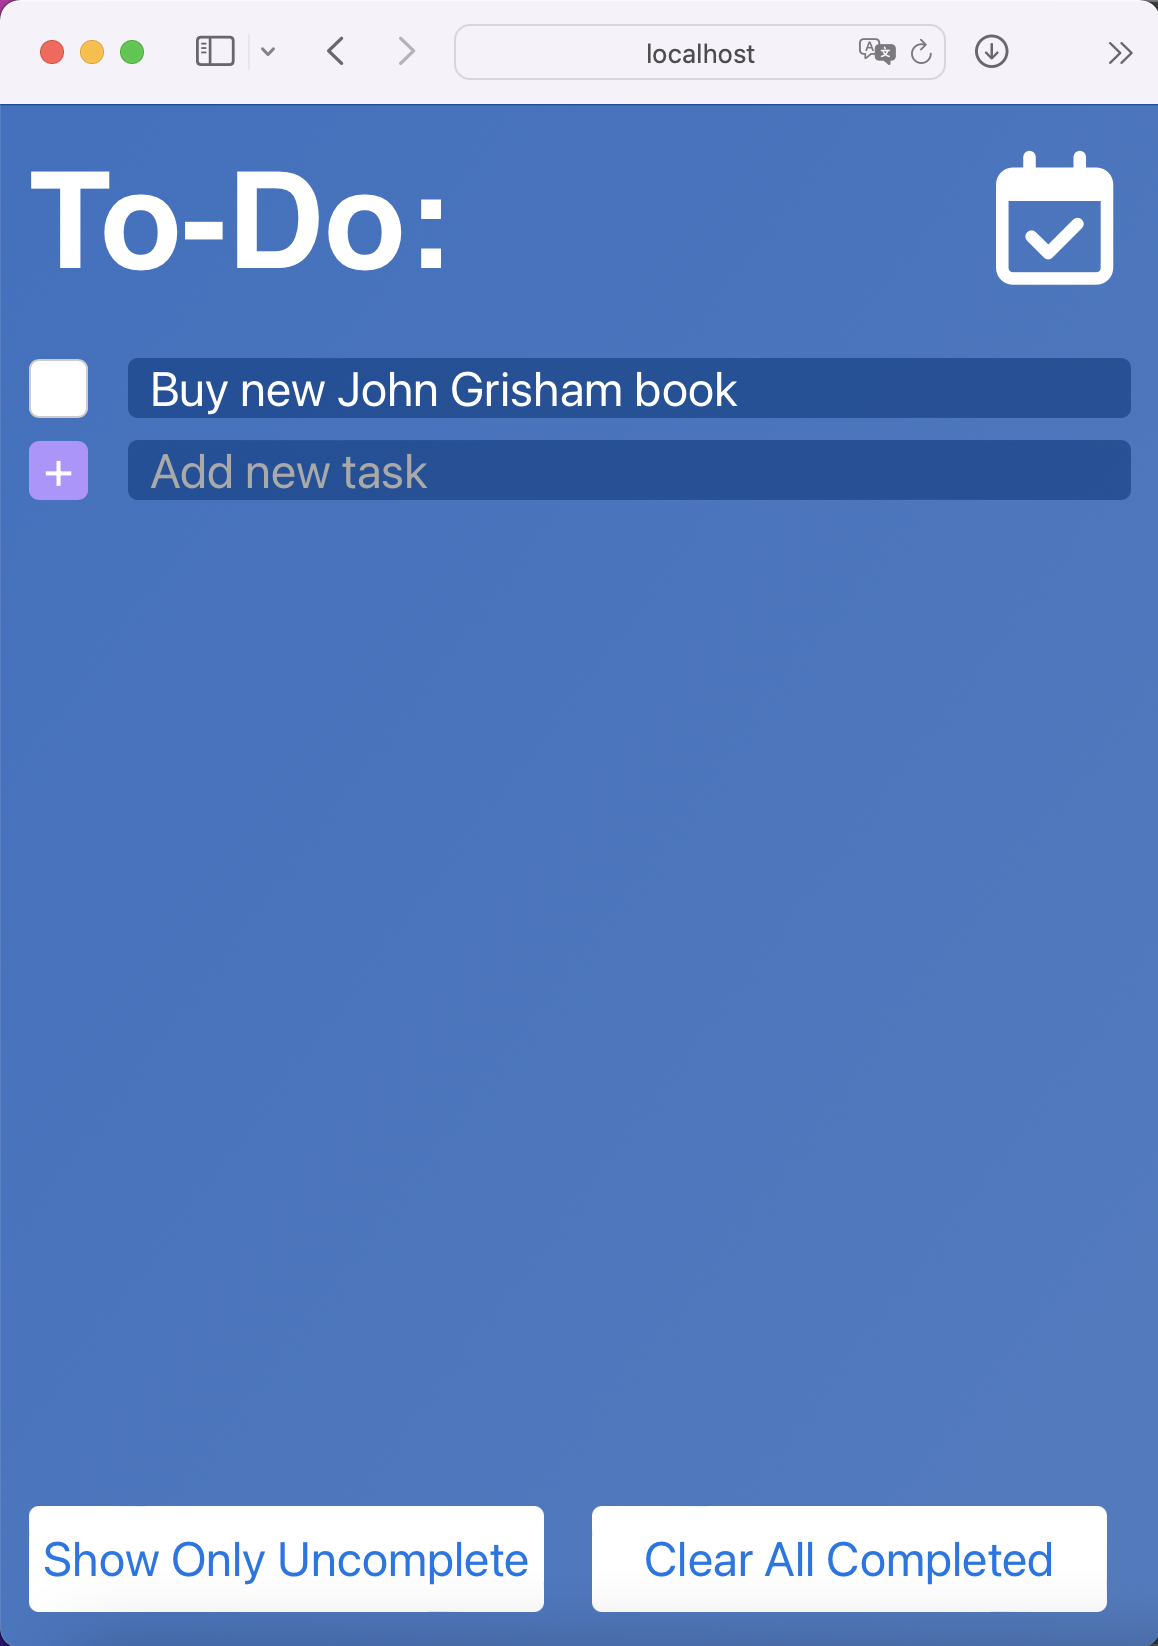 localhost
To-Do:
Buy new John Grisham book
+ Add new task
Show Only Uncomplete
Clear All Completed